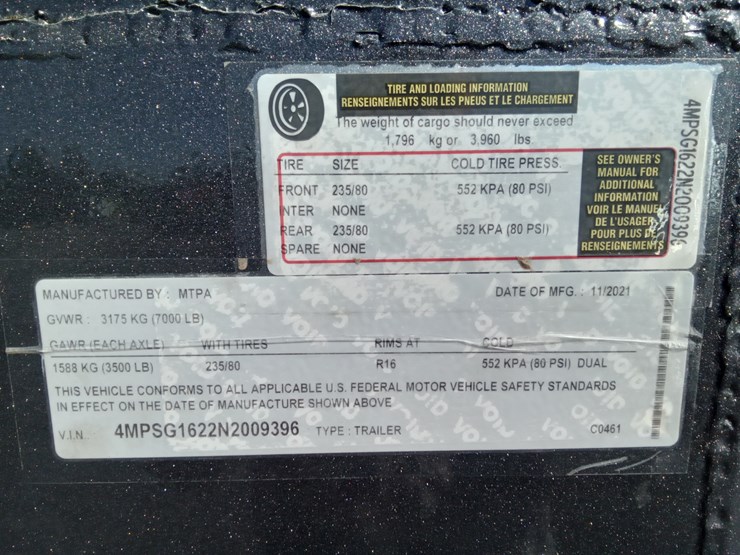 TIRE AND LOADING INFORMATION
RENSEIGNEMENTS SUR LES PNEUS ET LE CHARGEMENT
The weight of cargo should never exceed
1,796 kg or 3,960 lbs
TIRE SIZE COLD TIRE PRESS.
FRONT 235/80 552 KPA (80 PSI)
INTER NONE
REAR 235/80 552 KPA (80 PSI)
SPARE NONE
SEE OWNER'S
MANUAL FOR
ADDITIONAL
INFORMATION
VOIR LE MANUEL
DE L'USAGER
POUR PLUS DE
RENSEIGNEMENTS
4MPSG1622N2009396
MANUFACTURED BY : MTPA DATE OF MFG. : 11/2021
GVWR : 3175 KG (7000 LB)
GAWR (EACH AXLE) WITH TIRES RIMS AT COLD
1588 KG (3500 LB) 235/80 R16 552 KPA (80 PSI) DUAL
THIS VEHICLE CONFORMS TO ALL APPLICABLE U.S. FEDERAL MOTOR VEHICLE SAFETY STANDARDS
IN EFFECT ON THE DATE OF MANUFACTURE SHOWN ABOVE
V.I.N.: 4MPSG1622N2009396 TYPE : TRAILER C0461